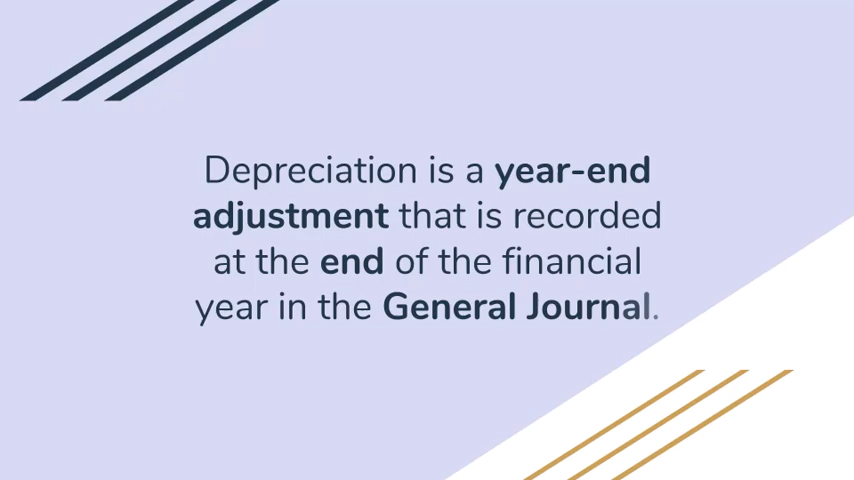 Depreciation is a year-end
adjustment that is recorded
at the end of the financial
year in the General Journal.